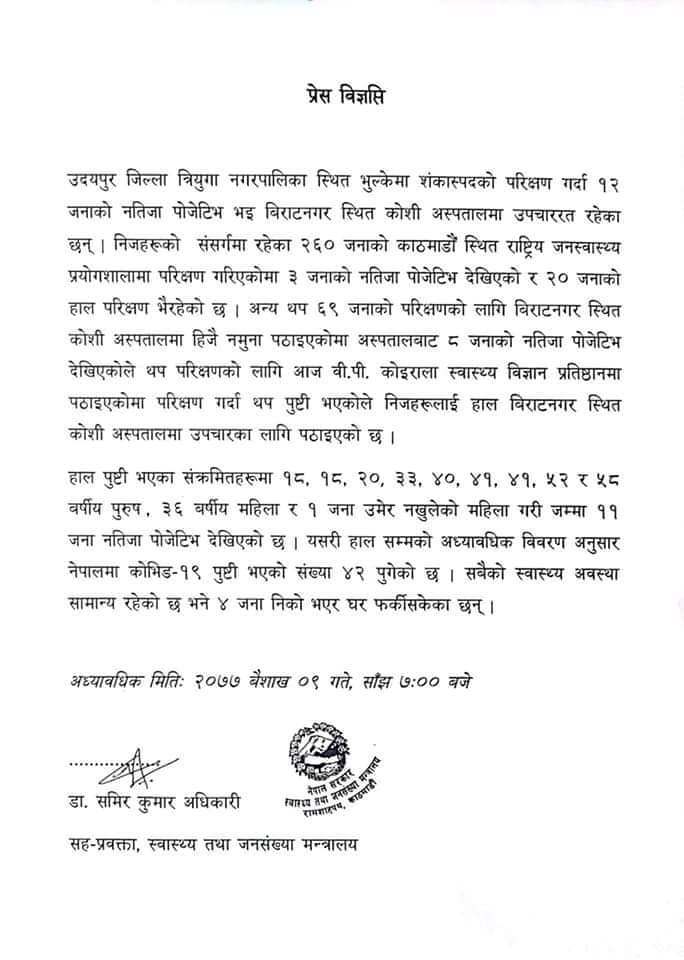 प्रेस विज्ञप्ति
उदयपुर जिल्ला त्रियुगा नगरपालिका स्थित भुल्केमा शंकास्पदको परिक्षण गर्दा १२
जनाको नतिजा पोजेटिभ भइ बिराटनगर स्थित कोशी अस्पतालमा उपचाररत रहेका
छन् । निजहरूको संसर्गमा रहेका २६० जनाको काठमाडौं स्थित राष्ट्रिय जनस्वास्थ्य
प्रयोगशालामा परिक्षण गरिएकोमा ३ जनाको नतिजा पोजेटिभ देखिएको र २० जनाको
हाल परिक्षण भैरहेको छ । अन्य थप ६९ जनाको परिक्षणको लागि बिराटनगर स्थित
कोशी अस्पतालमा हिजै नमुना पठाइएकोमा अस्पतालबाट ८ जनाको नतिजा पोजेटिभ
देखिएकोले थप परिक्षणको लागि आज वी.पी. कोइराला स्वास्थ्य विज्ञान प्रतिष्ठानमा
पठाइएकोमा परिक्षण गर्दा थप पुष्टी भएकोले निजहरूलाई हाल बिराटनगर स्थित
कोशी अस्पतालमा उपचारका लागि पठाइएको छ ।
हाल पुष्टी भएका संक्रमितहरूमा १८, १८, २०, ३३, ४०, ४१, ४१, ५२ र ५८
वर्षीय पुरुष, ३६ वर्षीय महिला र १ जना उमेर नखुलेको महिला गरी जम्मा ११
जना नतिजा पोजेटिभ देखिएको छ । यसरी हाल सम्मको अध्यावधिक विवरण अनुसार
नेपालमा कोभिड-१९ पुष्टी भएको संख्या ४२ पुगेको छ । सबैको स्वास्थ्य अवस्था
सामान्य रहेको छ भने ४ जना निको भएर घर फर्कीसकेका छन् ।
अध्यावधिक मितिः २०७७ बैशाख ०९ गते, साँझ ७:०० बजे
नेपाल सरकार
स्वास्थ्य तथा जनसंख्या मन्त्रालय
रामशाहपथ, काठमाडौं
डा. समिर कुमार अधिकारी
सह-प्रवक्ता, स्वास्थ्य तथा जनसंख्या मन्त्रालय